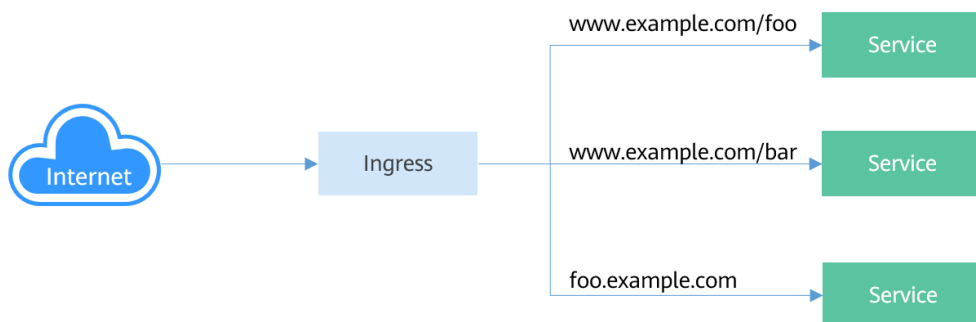 www.example.com/foo
Service
Internet
Ingress
www.example.com/bar
Service
foo.example.com
Service